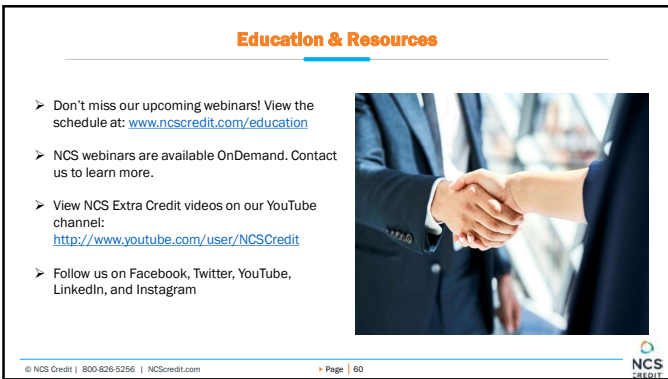 Education & Resources
➢ Don't miss our upcoming webinars! View the
schedule at: www.ncscredit.com/education
➢ NCS webinars are available OnDemand. Contact
us to learn more.
➢ View NCS Extra Credit videos on our YouTube
channel:
http://www.youtube.com/user/NCSCredit
➢ Follow us on Facebook, Twitter, YouTube,
LinkedIn, and Instagram
© NCS Credit | 800-826-5256 | NCScredit.com
Page | 60
NCS
CREDIT